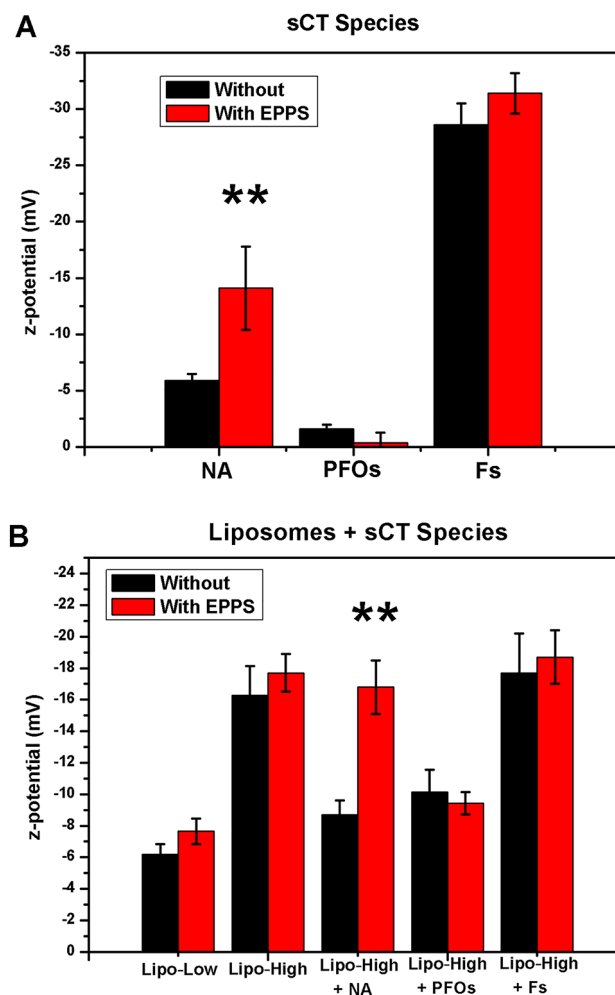 A
sCT Species
-35
-30
-25
-20
-15
-10
-5
0
z-potential (mV)
Without
With EPPS
**
NA PFOs Fs
B
Liposomes + sCT Species
-24
-22
-20
-18
-16
-14
-12
-10
-8
-6
-4
-2
0
z-potential (mV)
Without
With EPPS
**
Lipo-Low Lipo-High Lipo-High Lipo-High Lipo-High
+ NA + PFOs + Fs